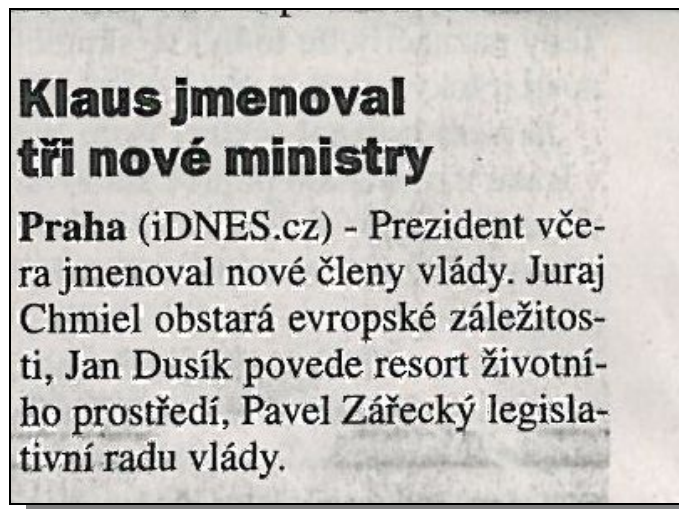 Klaus jmenoval
tři nové ministry
Praha (iDNES.cz) - Prezident vče-
ra jmenoval nové členy vlády. Juraj
Chmiel obstará evropské záležitos-
ti, Jan Dusík povede resort životní-
ho prostředí, Pavel Zářecký legisla-
tivní radu vlády.